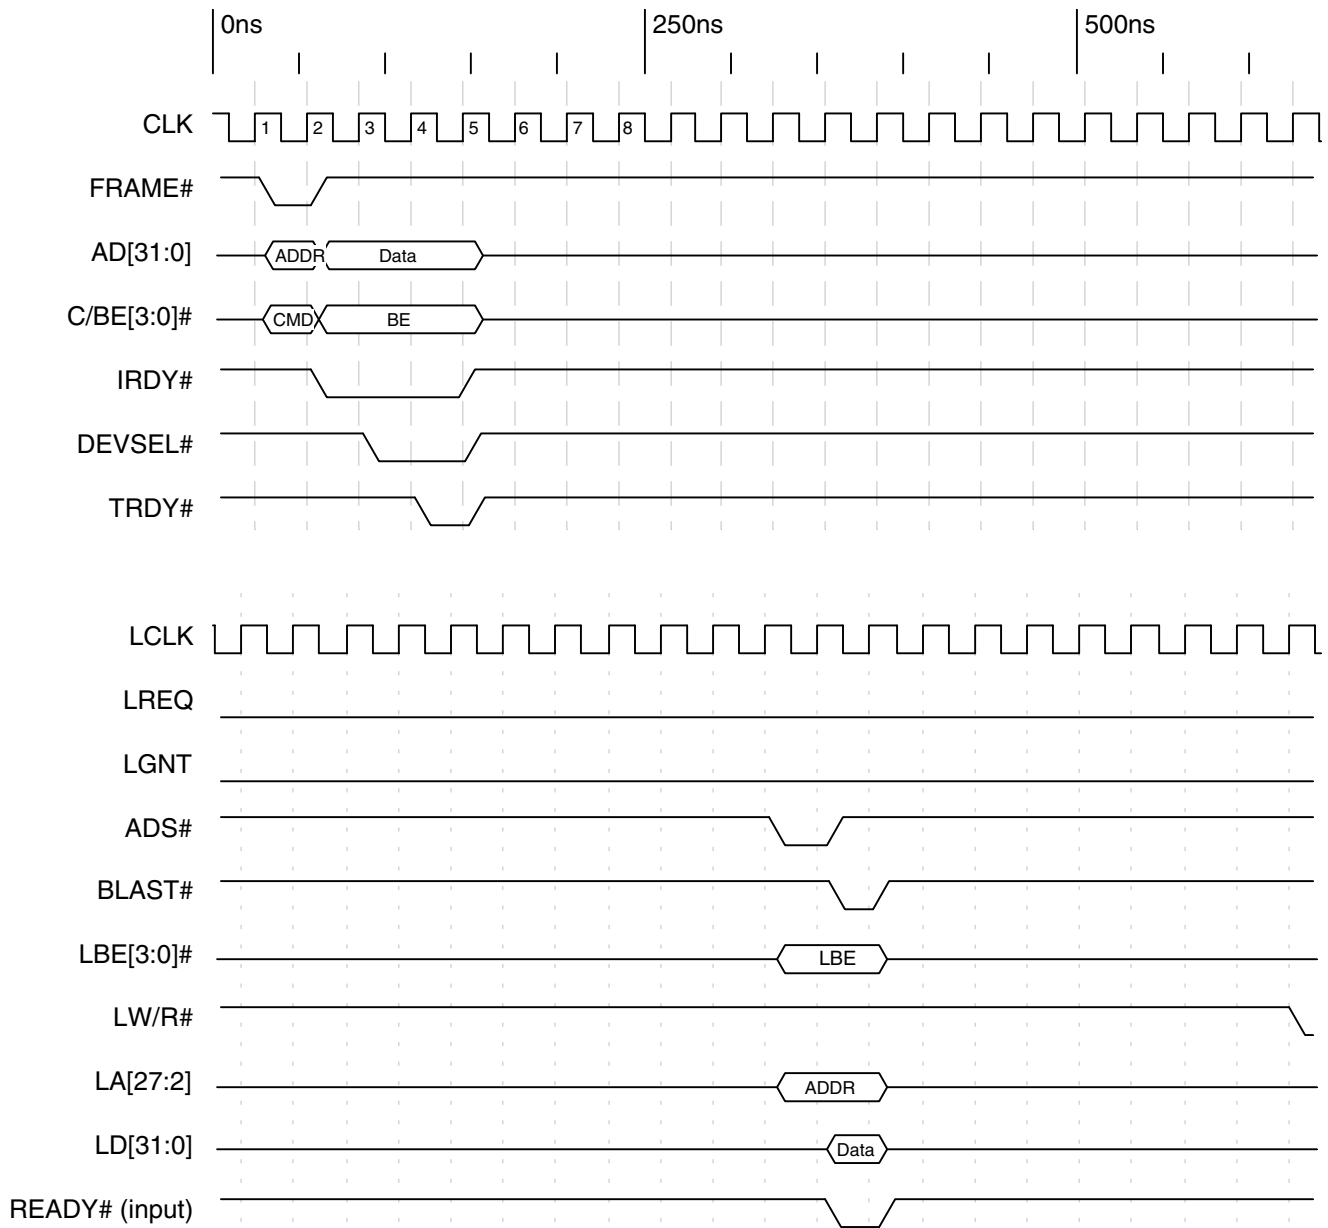 0ns 250ns 500ns
CLK 1 2 3 4 5 6 7 8
FRAME#
AD[31:0] ADDR Data
C/BE[3:0]# CMD BE
IRDY#
DEVSEL#
TRDY#
LCLK
LREQ
LGNT
ADS#
BLAST#
LBE[3:0]# LBE
LW/R#
LA[27:2] ADDR
LD[31:0] Data
READY# (input)